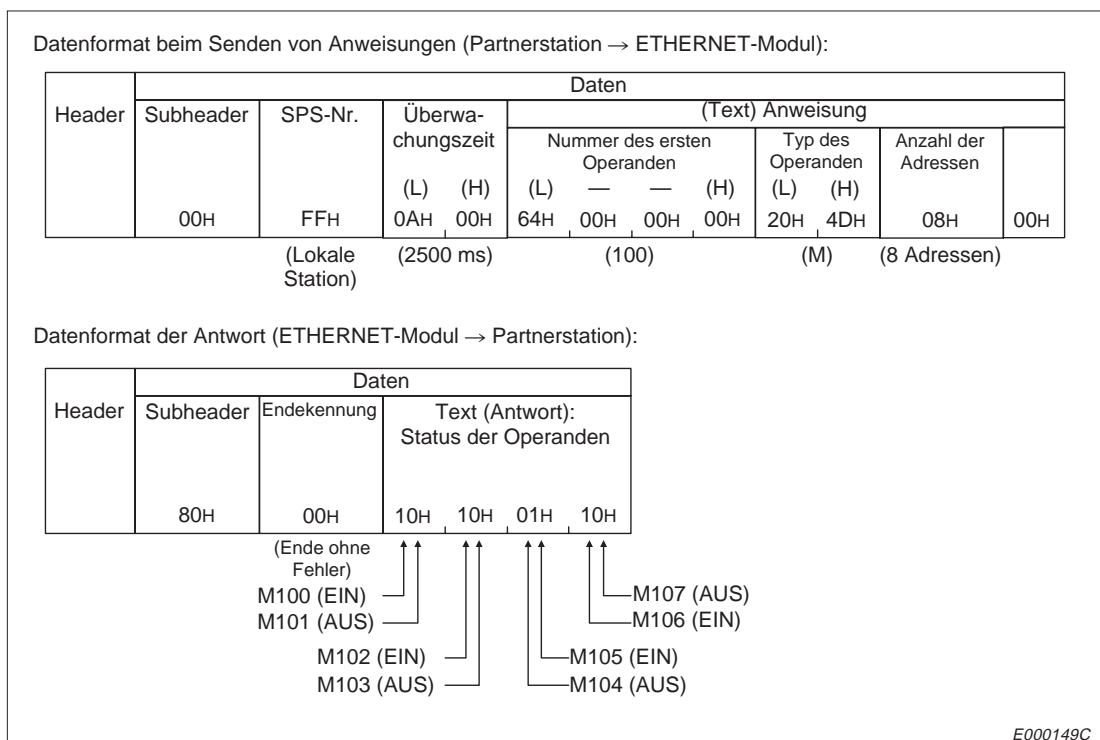 Datenformat beim Senden von Anweisungen (Partnerstation → ETHERNET-Modul):
Daten
Header Subheader SPS-Nr. Überwa- (Text) Anweisung
chungszeit Nummer des ersten Typ des Anzahl der
Operanden Operanden Adressen
(L) (H) (L) — — (H) (L) (H)
00H FFH 0AH 00H 64H 00H 00H 00H 20H 4DH 08H 00H
(Lokale (2500 ms) (100) (M) (8 Adressen)
Station)
Datenformat der Antwort (ETHERNET-Modul → Partnerstation):
Daten
Header Subheader Endekennung Text (Antwort):
Status der Operanden
80H 00H 10H 10H 01H 10H
(Ende ohne
Fehler)
M100 (EIN) M107 (AUS)
M101 (AUS) M106 (EIN)
M102 (EIN) M105 (EIN)
M103 (AUS) M104 (AUS)
E000149C